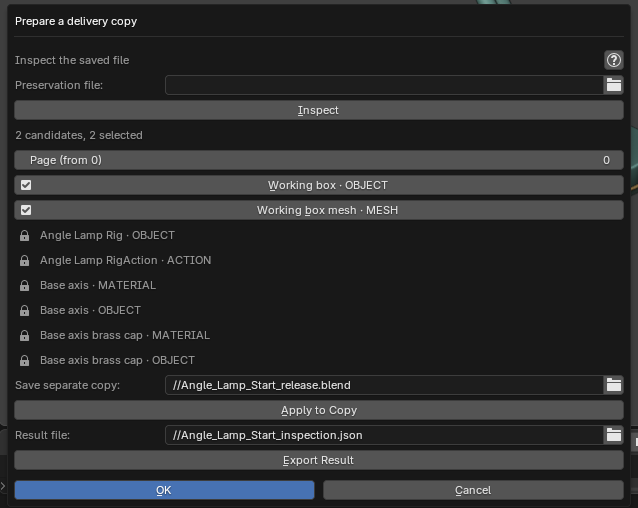 Prepare a delivery copy
Inspect the saved file
?
Preservation file:
Inspect
2 candidates, 2 selected
Page (from 0) 0
Working box · OBJECT
Working box mesh · MESH
Angle Lamp Rig · OBJECT
Angle Lamp RigAction · ACTION
Base axis · MATERIAL
Base axis · OBJECT
Base axis brass cap · MATERIAL
Base axis brass cap · OBJECT
Save separate copy: //Angle_Lamp_Start_release.blend
Apply to Copy
Result file: //Angle_Lamp_Start_inspection.json
Export Result
OK Cancel